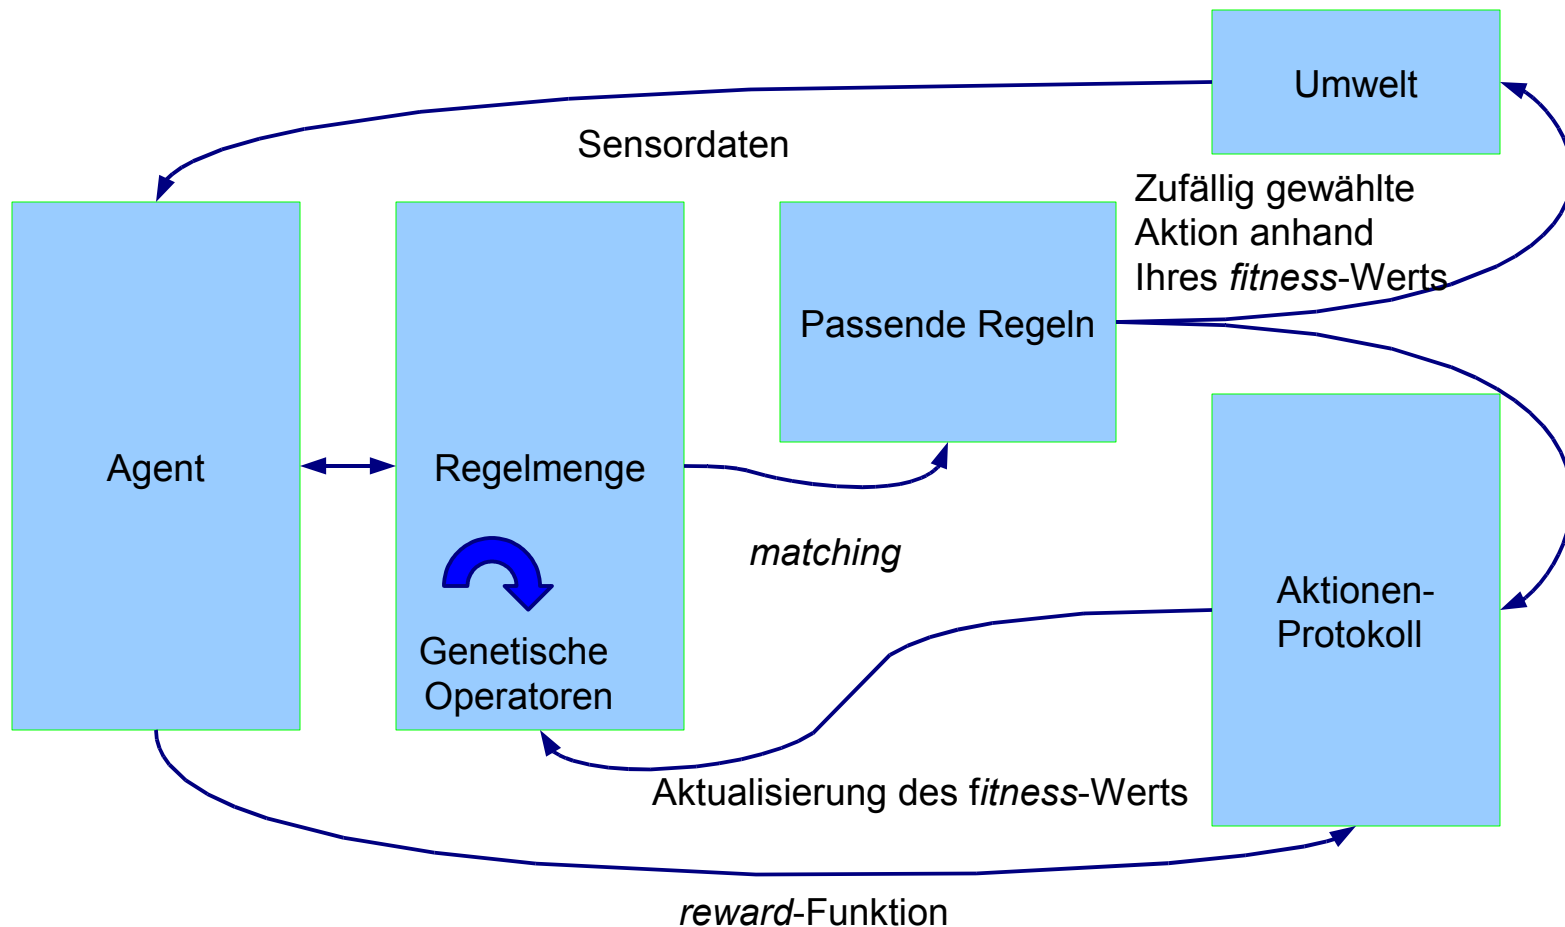 Umwelt
Sensordaten
Zufällig gewählte
Aktion anhand
Ihres fitness-Werts
Passende Regeln
Agent
Regelmenge
matching
Aktionen-
Protokoll
Genetische
Operatoren
Aktualisierung des fitness-Werts
reward-Funktion